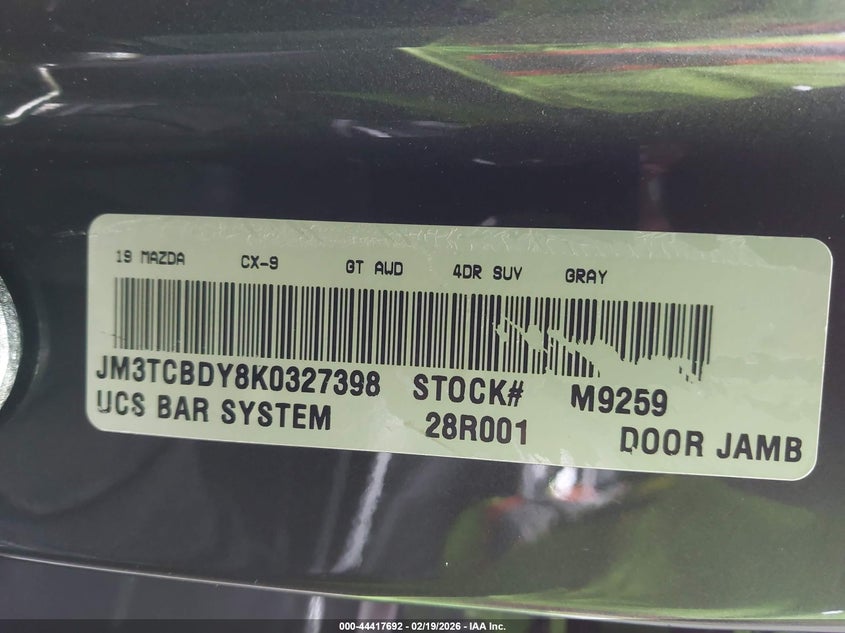 19 MAZDA CX-9 GT AWD 4DR SUV GRAY
JM3TCBDY8K0327398 STOCK# M9259
UCS BAR SYSTEM 28R001 DOOR JAMB
000-44417692 - 02/19/2026 - IAA Inc.